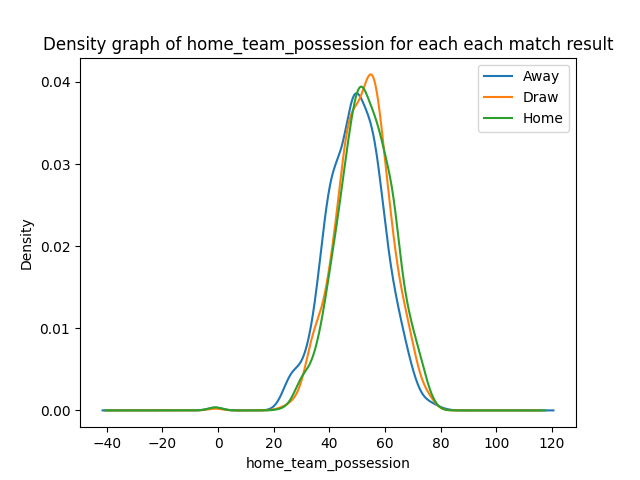 Density graph of home_team_possession for each each match result
Away
Draw
Home
0.04
0.03
0.02
0.01
0.00
Density
−40
−20
0
20
40
60
80
100
120
home_team_possession